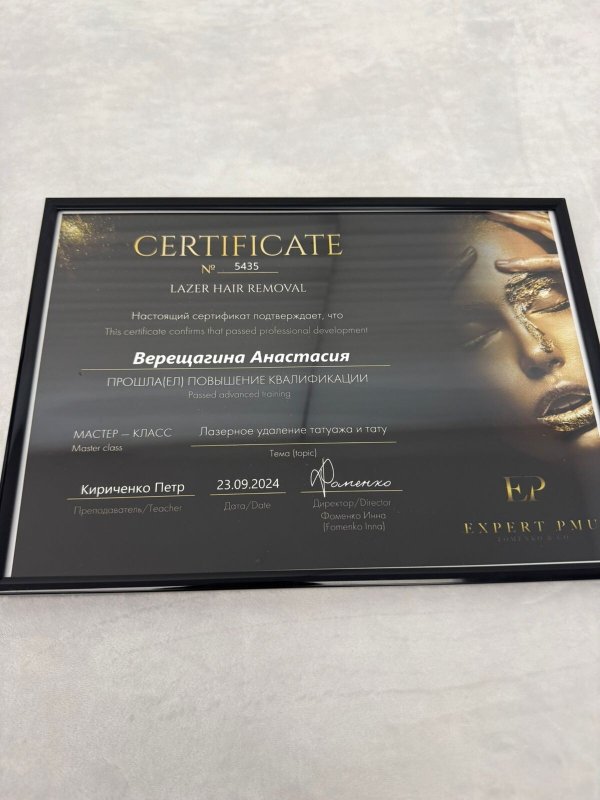 CERTIFICATE
№ 5435
LAZER HAIR REMOVAL
Настоящий сертификат подтверждает, что
This certificate confirms that passed professional development
Верещагина Анастасия
ПРОШЛА(ЕЛ) ПОВЫШЕНИЕ КВАЛИФИКАЦИИ
Passed advanced training
МАСТЕР – КЛАСС Лазерное удаление татуажа и тату
Master class Тема (topic)
Кириченко Петр 23.09.2024 Фоменко
Преподаватель/Teacher Дата/Date Директор/Director
Фоменко Инна
(Fomenko Inna)
EP
EXPERT PMU
FOMENKO & CO